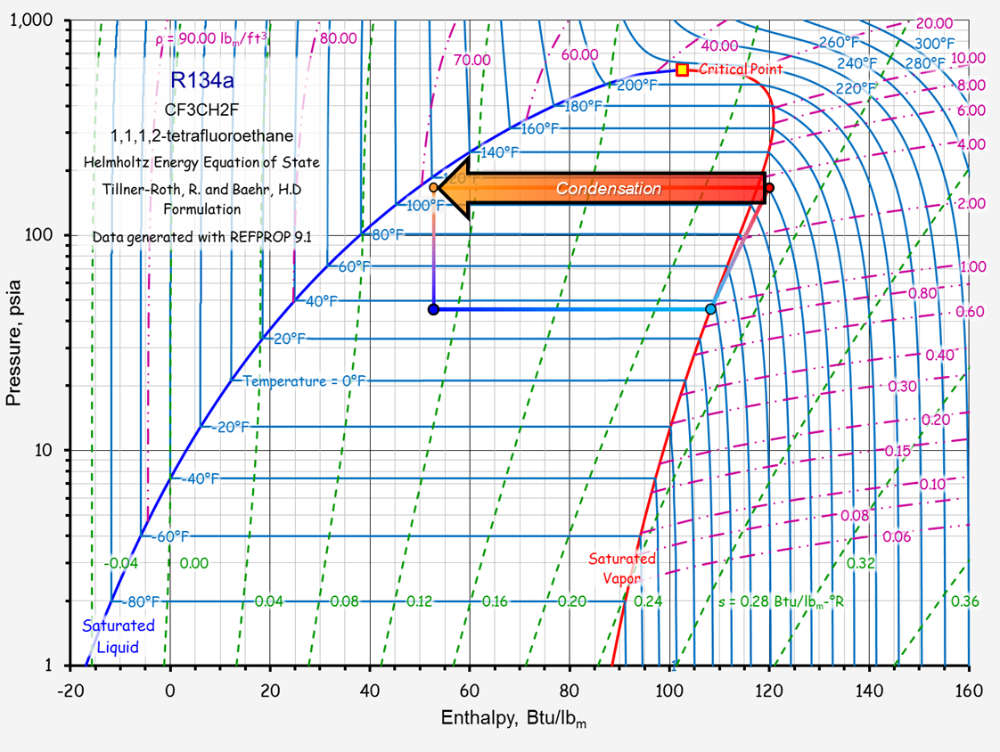 1,000
100
10
1
Pressure, psia
-20
0
20
40
60
80
100
120
140
160
Enthalpy, Btu/lbm
ρ = 90.00 lbm/ft³
80.00
70.00
60.00
40.00
20.00
10.00
8.00
6.00
4.00
2.00
1.00
0.80
0.60
0.40
0.30
0.20
0.15
0.10
0.08
0.06
R134a
CF3CH2F
1,1,1,2-tetrafluoroethane
Helmholtz Energy Equation of State
Tillner-Roth, R. and Baehr, H.D
Formulation
Data generated with REFPROP 9.1
Critical Point
260°F
300°F
240°F
280°F
220°F
200°F
180°F
160°F
140°F
120°F
100°F
80°F
60°F
40°F
20°F
Temperature = 0°F
-20°F
-40°F
-60°F
-80°F
Condensation
Saturated
Vapor
Saturated
Liquid
-0.04
0.00
0.04
0.08
0.12
0.16
0.20
0.24
s = 0.28 Btu/lbm-°R
0.32
0.36